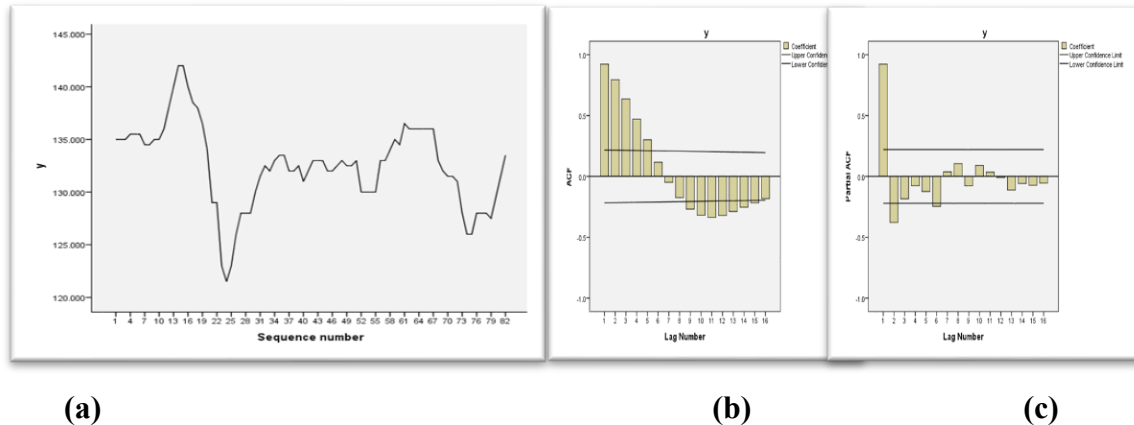 145.000
140.000
135.000
130.000
125.000
120.000
y
1 4 7 10 13 16 19 22 25 28 31 34 37 40 43 46 49 52 55 58 61 64 67 70 73 76 79 82
Sequence number
y
Coefficient
Upper Confidence
Lower Confidence
1.0
0.5
0.0
-0.5
-1.0
ACF
1 2 3 4 5 6 7 8 9 10 11 12 13 14 15 16
Lag Number
y
Coefficient
Upper Confidence Limit
Lower Confidence Limit
1.0
0.5
0.0
-0.5
-1.0
Partial ACF
1 2 3 4 5 6 7 8 9 10 11 12 13 14 15 16
Lag Number
(a) (b) (c)